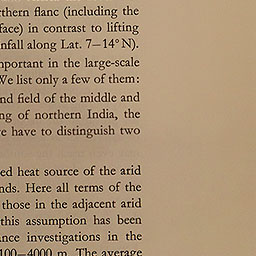 rthern flanc (including the
face) in contrast to lifting
nfall along Lat. 7—14° N).
mportant in the large-scale
We list only a few of them:
nd field of the middle and
ng of northern India, the
e have to distinguish two
ed heat source of the arid
nds. Here all terms of the
those in the adjacent arid
this assumption has been
ance investigations in the
100—4000 m. The average